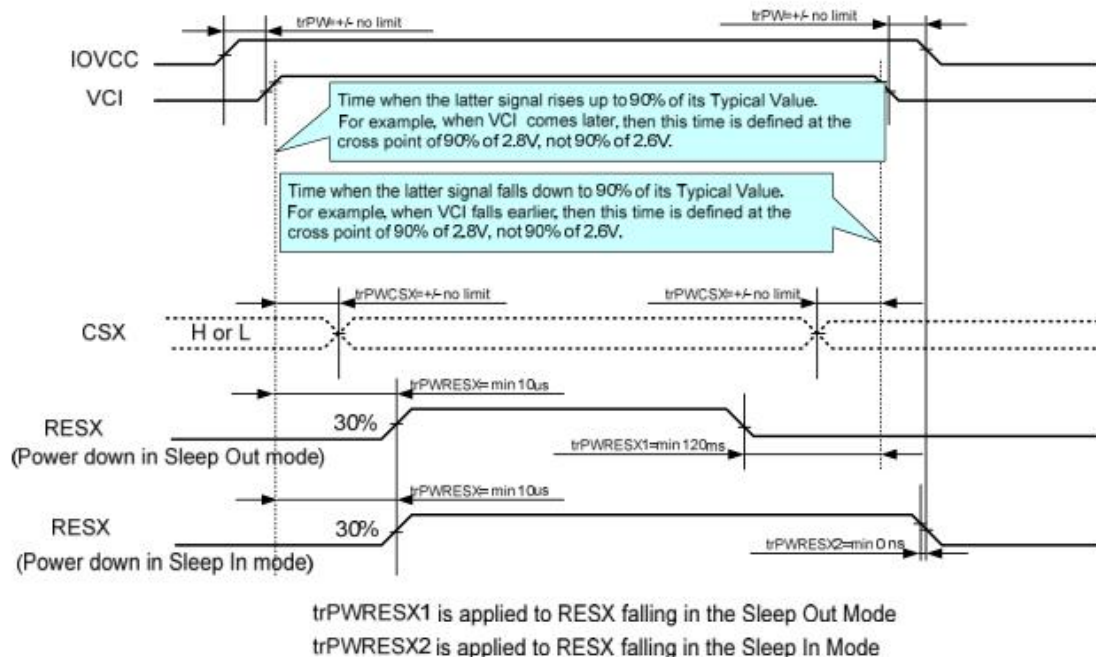 trPW=+/- no limit
trPW=+/- no limit
IOVCC
VCI
Time when the latter signal rises up to 90% of its Typical Value.
For example, when VCI comes later, then this time is defined at the
cross point of 90% of 2.8V, not 90% of 2.6V.
Time when the latter signal falls down to 90% of its Typical Value.
For example, when VCI falls earlier, then this time is defined at the
cross point of 90% of 2.8V, not 90% of 2.6V.
trPWCSX=+/- no limit
trPWCSX=+/- no limit
CSX
H or L
trPWRESX= min 10us
RESX
30%
(Power down in Sleep Out mode)
trPWRESX1=min 120ms
trPWRESX= min 10us
RESX
30%
(Power down in Sleep In mode)
trPWRESX2=min 0 ns
trPWRESX1 is applied to RESX falling in the Sleep Out Mode
trPWRESX2 is applied to RESX falling in the Sleep In Mode